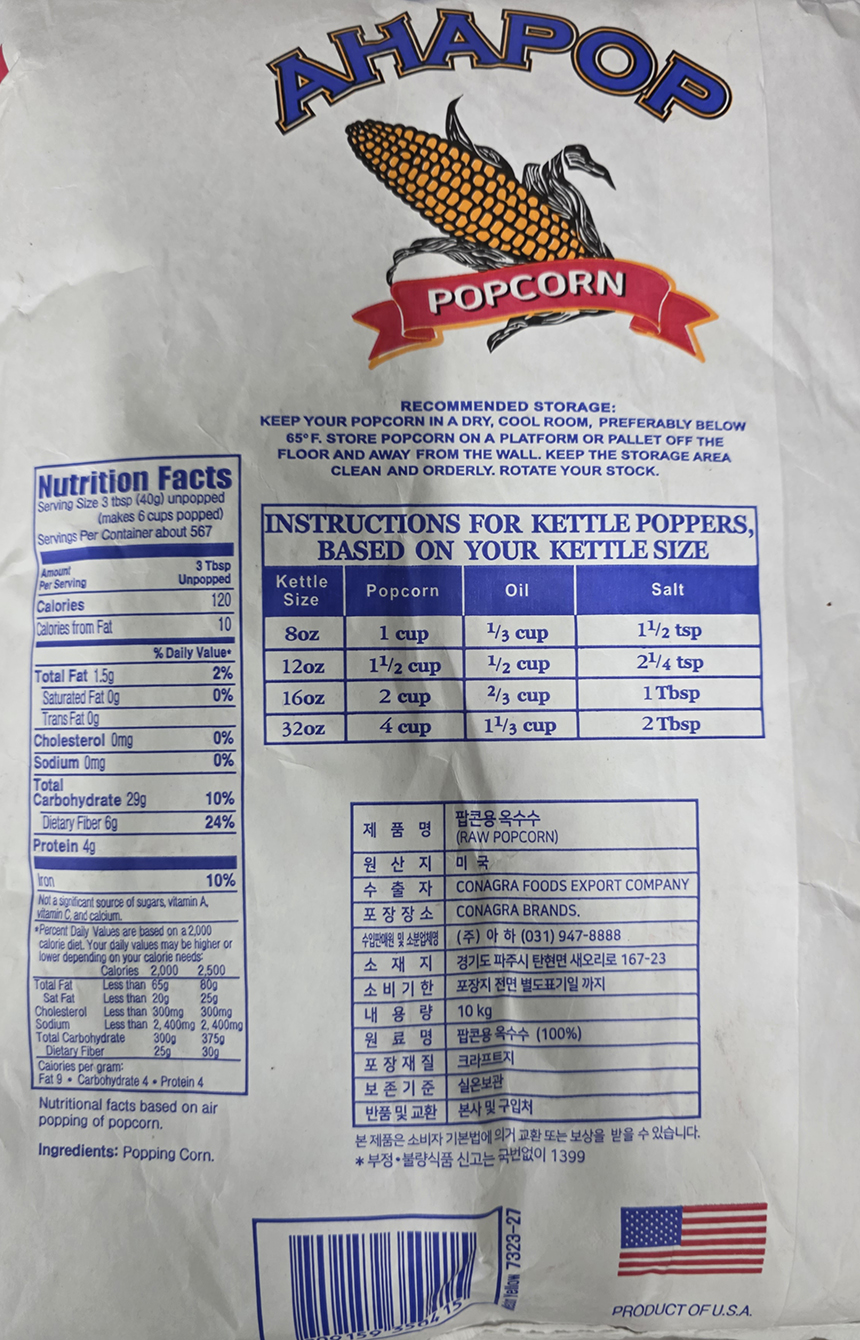 AHAPOP
POPCORN
RECOMMENDED STORAGE:
KEEP YOUR POPCORN IN A DRY, COOL ROOM, PREFERABLY BELOW
65°F. STORE POPCORN ON A PLATFORM OR PALLET OFF THE
FLOOR AND AWAY FROM THE WALL. KEEP THE STORAGE AREA
CLEAN AND ORDERLY. ROTATE YOUR STOCK.
Nutrition Facts
Serving Size 3 tbsp (40g) unpopped
(makes 6 cups popped)
Servings Per Container about 567
Amount Per Serving 3 Tbsp Unpopped
Calories 120
Calories from Fat 10
% Daily Value*
Total Fat 1.5g 2%
Saturated Fat 0g 0%
Trans Fat 0g
Cholesterol 0mg 0%
Sodium 0mg 0%
Total
Carbohydrate 29g 10%
Dietary Fiber 6g 24%
Protein 4g
Iron 10%
Not a significant source of sugars, vitamin A,
vitamin C, and calcium.
*Percent Daily Values are based on a 2,000
calorie diet. Your daily values may be higher or
lower depending on your calorie needs:
Calories 2,000 2,500
Total Fat Less than 65g 80g
Sat Fat Less than 20g 25g
Cholesterol Less than 300mg 300mg
Sodium Less than 2,400mg 2,400mg
Total Carbohydrate 300g 375g
Dietary Fiber 25g 30g
Calories per gram:
Fat 9 • Carbohydrate 4 • Protein 4
Nutritional facts based on air
popping of popcorn.
Ingredients: Popping Corn.
INSTRUCTIONS FOR KETTLE POPPERS,
BASED ON YOUR KETTLE SIZE
Kettle Size Popcorn Oil Salt
8oz 1 cup 1/3 cup 1 1/2 tsp
12oz 1 1/2 cup 1/2 cup 2 1/4 tsp
16oz 2 cup 2/3 cup 1 Tbsp
32oz 4 cup 1 1/3 cup 2 Tbsp
제 품 명 팝콘용 옥수수
(RAW POPCORN)
원 산 지 미 국
수 출 자 CONAGRA FOODS EXPORT COMPANY
포 장 장 소 CONAGRA BRANDS.
수입판매원 및 소분업체명 (주) 아 하 (031) 947-8888
소 재 지 경기도 파주시 탄현면 새오리로 167-23
소 비 기 한 포장지 전면 별도표기일 까지
내 용 량 10 kg
원 료 명 팝콘용 옥수수 (100%)
포 장 재 질 크라프트지
보 존 기 준 실온보관
반품 및 교환 본사 및 구입처
본 제품은 소비자 기본법에 의거 교환 또는 보상을 받을 수 있습니다.
* 부정•불량식품 신고는 국번없이 1399
Yellow 7323-27
PRODUCT OF U.S.A.